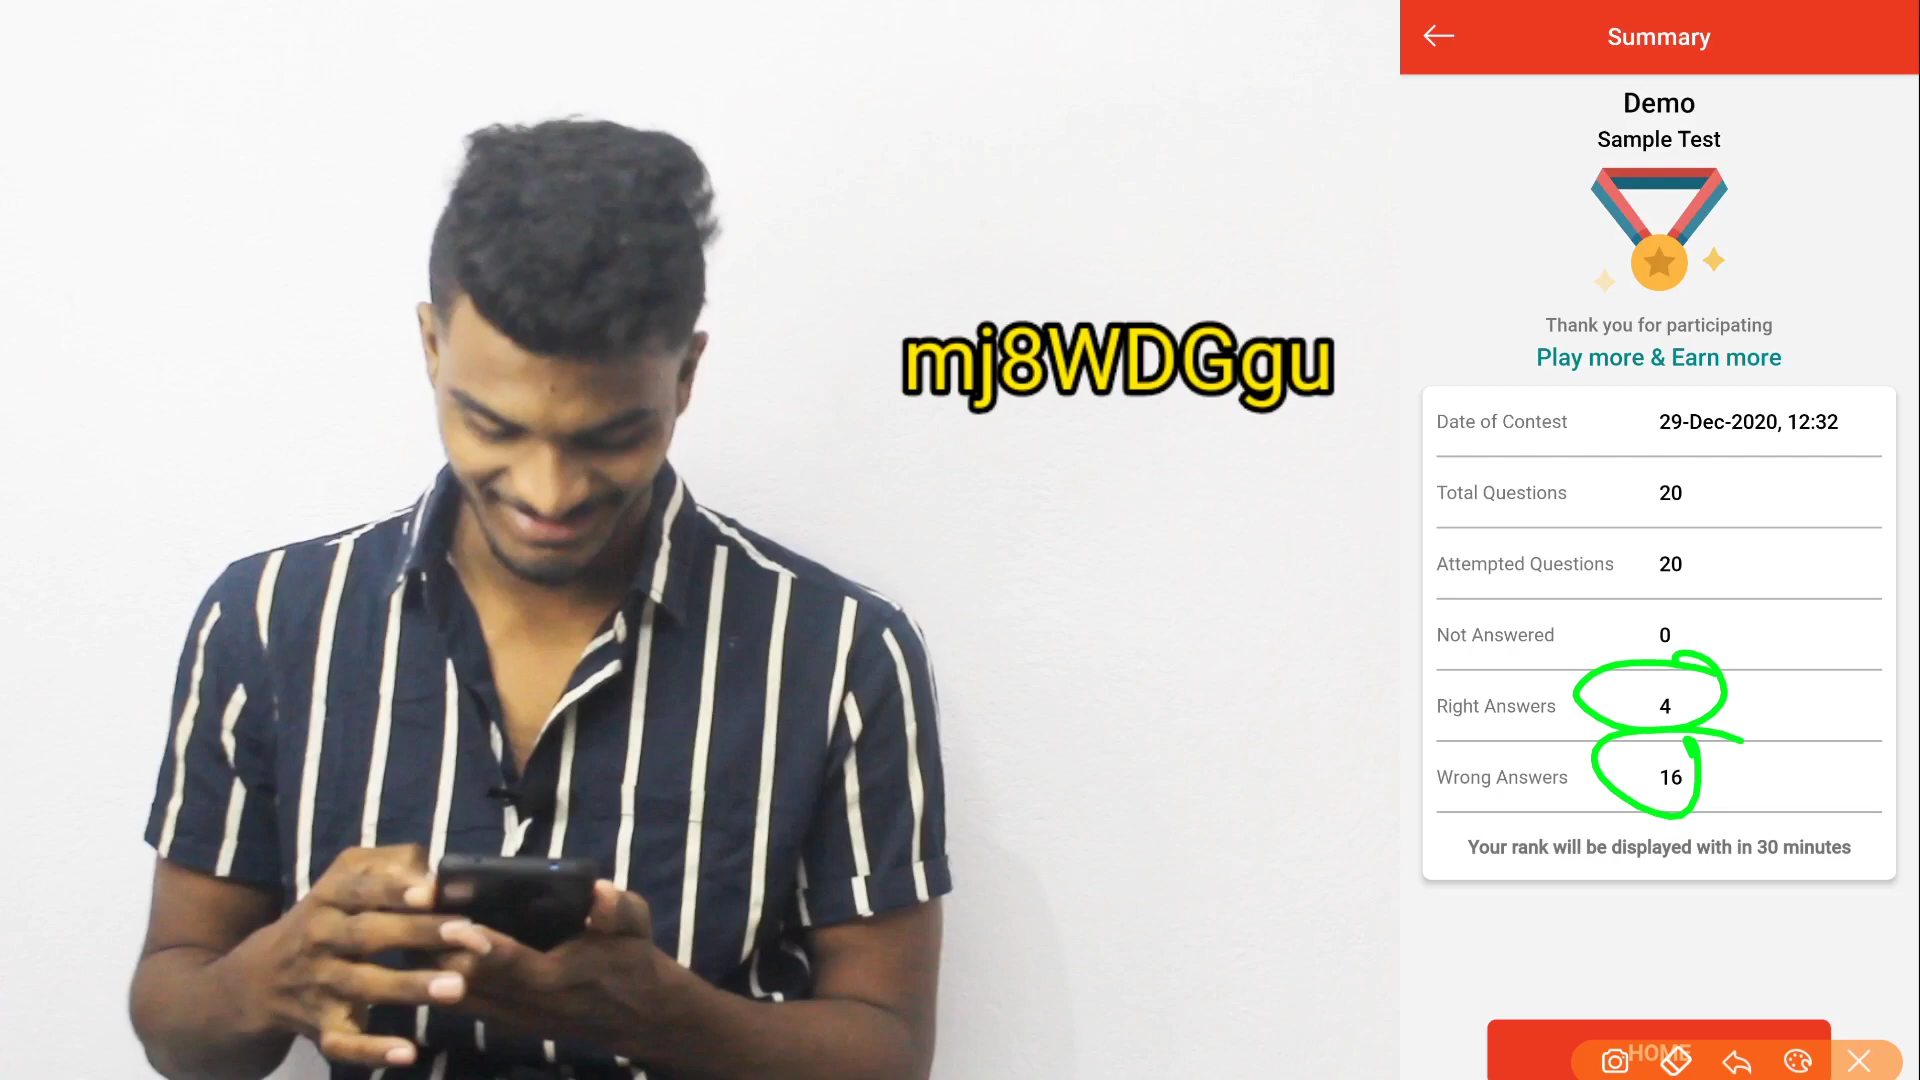 mj8WDGgu
Summary
Demo
Sample Test
Thank you for participating
Play more & Earn more
Date of Contest 29-Dec-2020, 12:32
Total Questions 20
Attempted Questions 20
Not Answered 0
Right Answers 4
Wrong Answers 16
Your rank will be displayed with in 30 minutes
HOME